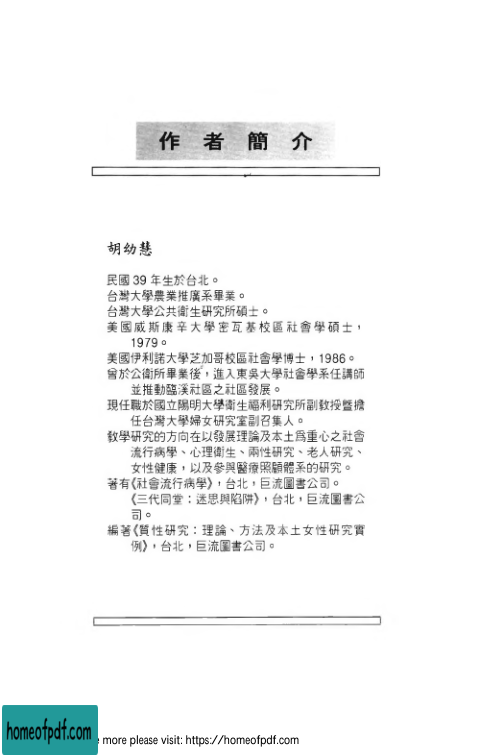 作者簡介
胡幼慧
民國 39 年生於台北。
台灣大學農業推廣系畢業。
台灣大學公共衛生研究所碩士。
美國威斯康辛大學密瓦基校區社會學碩士，
1979。
美國伊利諾大學芝加哥校區社會學博士，1986。
曾於公衛所畢業後，進入東吳大學社會學系任講師
並推動臨溪社區之社區發展。
現任職於國立陽明大學衛生福利研究所副教授暨擔
任台灣大學婦女研究室副召集人。
教學研究的方向在以發展理論及本土為重心之社會
流行病學、心理衛生、兩性研究、老人研究、
女性健康，以及參與醫療照顧體系的研究。
著有《社會流行病學》，台北，巨流圖書公司。
《三代同堂：迷思與陷阱》，台北，巨流圖書公
司。
編著《質性研究：理論、方法及本土女性研究實
例》，台北，巨流圖書公司。
homeofpdf.com
more please visit: https://homeofpdf.com